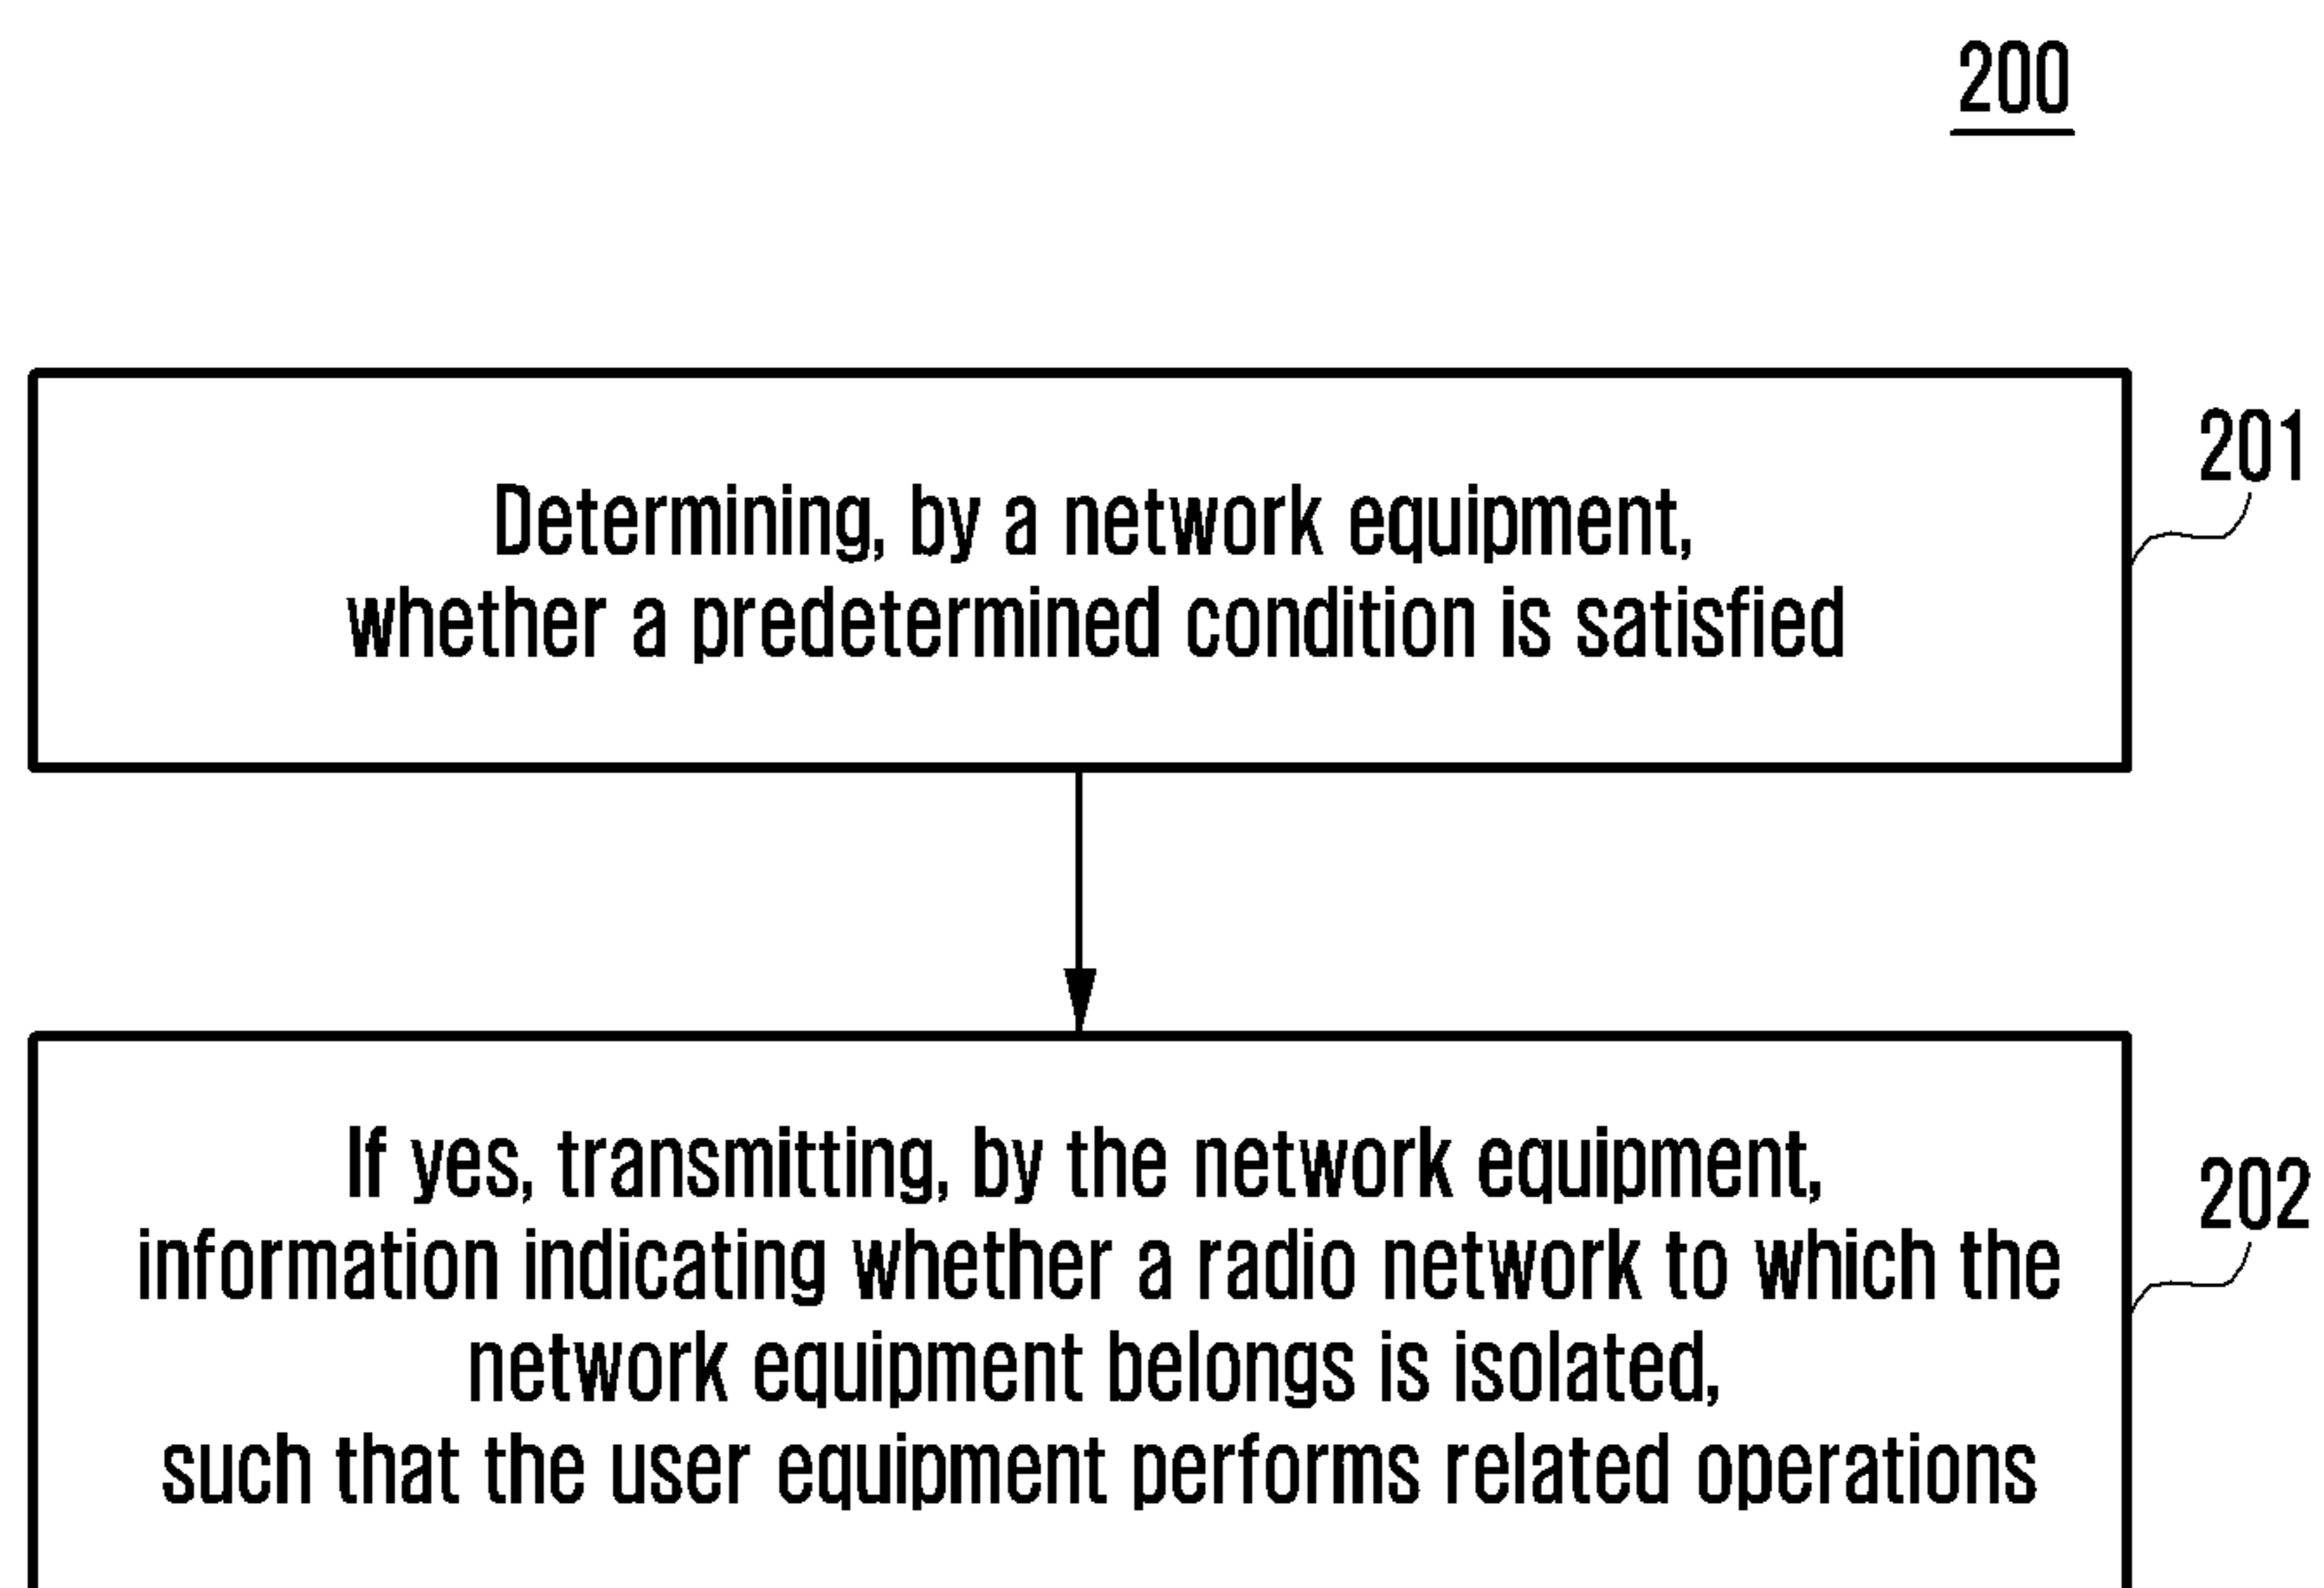 200
Determining, by a network equipment,
201
whether a predetermined condition is satisfied
If yes, transmitting, by the network equipment,
202
information indicating whether a radio network to which the
network equipment belongs is isolated,
such that the user equipment performs related operations